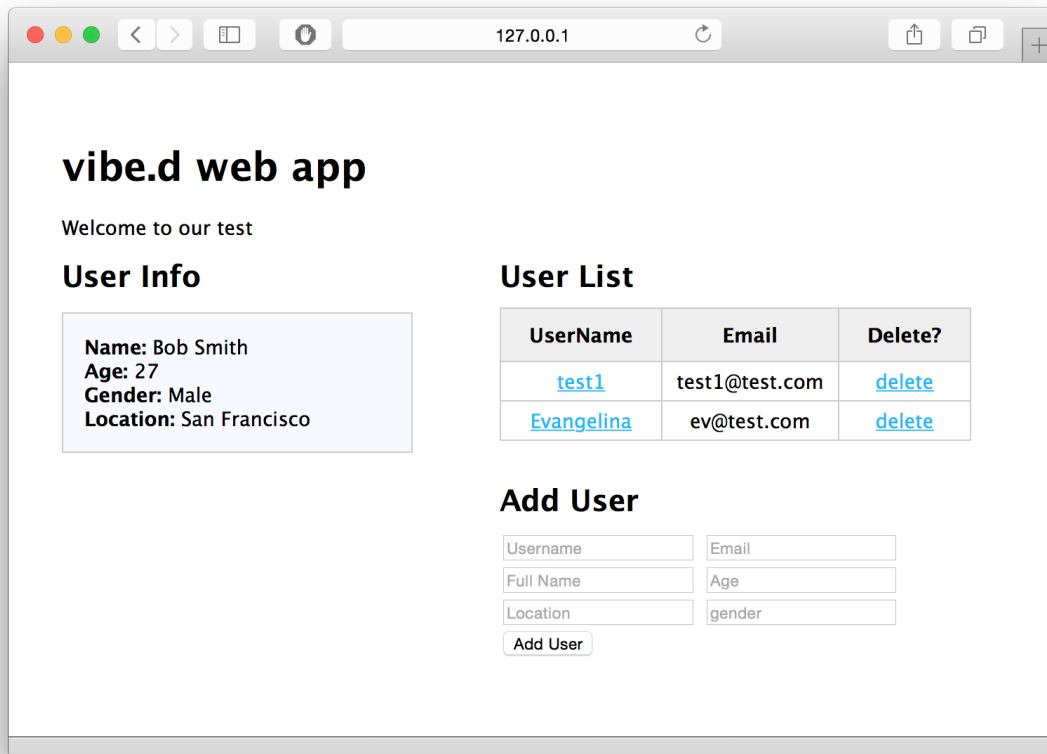 127.0.0.1
vibe.d web app
Welcome to our test
User Info
Name: Bob Smith
Age: 27
Gender: Male
Location: San Francisco
User List
UserName Email Delete?
test1 test1@test.com delete
Evangelina ev@test.com delete
Add User
Username Email
Full Name Age
Location gender
Add User